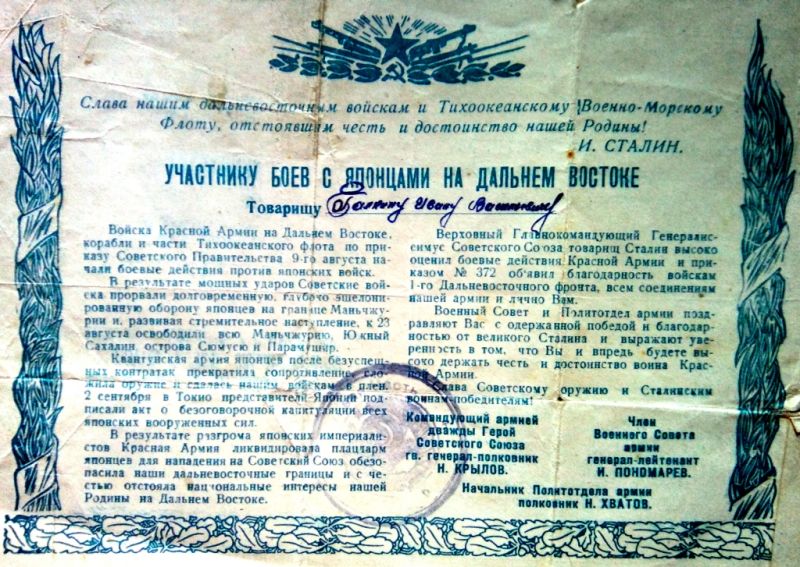 Слава нашим дальневосточным войскам и Тихоокеанскому Военно-Морскому
Флоту, отстоявшим честь и достоинство нашей Родины!
И. СТАЛИН.
УЧАСТНИКУ БОЕВ С ЯПОНЦАМИ НА ДАЛЬНЕМ ВОСТОКЕ
Товарищу Ивану
Войска Красной Армии на Дальнем Востоке,
корабли и части Тихоокеанского флота по при-
казу Советского Правительства 9-го августа на-
чали боевые действия против японских войск.
В результате мощных ударов Советские вой-
ска прорвали долговременную, глубоко эшелони-
рованную оборону японцев на границе Маньчжу-
рии и, развивая стремительное наступление, к 23
августа освободили всю Маньчжурию, Южный
Сахалин, острова Сюмусю и Парамушир.
Квантунская армия японцев после безуспеш-
ных контратак прекратила сопротивление, сло-
жила оружие и сдалась нашим войскам в плен.
2 сентября в Токио представители Японии под-
писали акт о безоговорочной капитуляции всех
японских вооруженных сил.
В результате разгрома японских империали-
стов Красная Армия ликвидировала плацдарм
японцев для нападения на Советский Союз обезо-
пасила наши дальневосточные границы и с че-
стью отстояла национальные интересы нашей
Родины на Дальнем Востоке.
Верховный Главнокомандующий Генералис-
симус Советского Союза товарищ Сталин высоко
оценил боевые действия Красной Армии и при-
казом № 372 об'явил благодарность войскам
1-го Дальневосточного фронта, всем соединениям
нашей армии и лично Вам.
Военный Совет и Политотдел армии позд-
равляют Вас с одержанной победой и благодар-
ностью от великого Сталина и выражают уве-
ренность в том, что Вы и впредь будете вы-
соко держать честь и достоинство воина Крас-
ной Армии.
Слава Советскому оружию и Сталинским
воинам-победителям!
Командующий армией
дважды Герой
Советского Союза
гв. генерал-полковник
Н. КРЫЛОВ.
Член
Военного Совета
армии
генерал-лейтенант
И. ПОНОМАРЕВ.
Начальник Политотдела армии
полковник Н. ХВАТОВ.